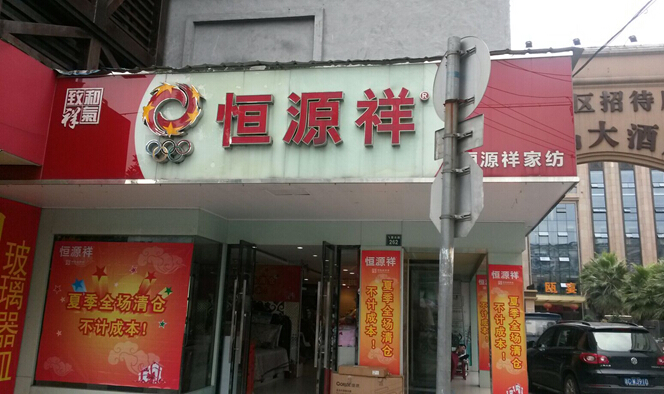 和氣
致祥
恒源祥®
恒源祥家纺
区招待
大酒
玻璃器皿
恒源祥
夏季全场清仓
不计成本！
262
恒源祥
夏季全场清仓
不计成本！
恒源祥
夏季全场清仓
不计成本！